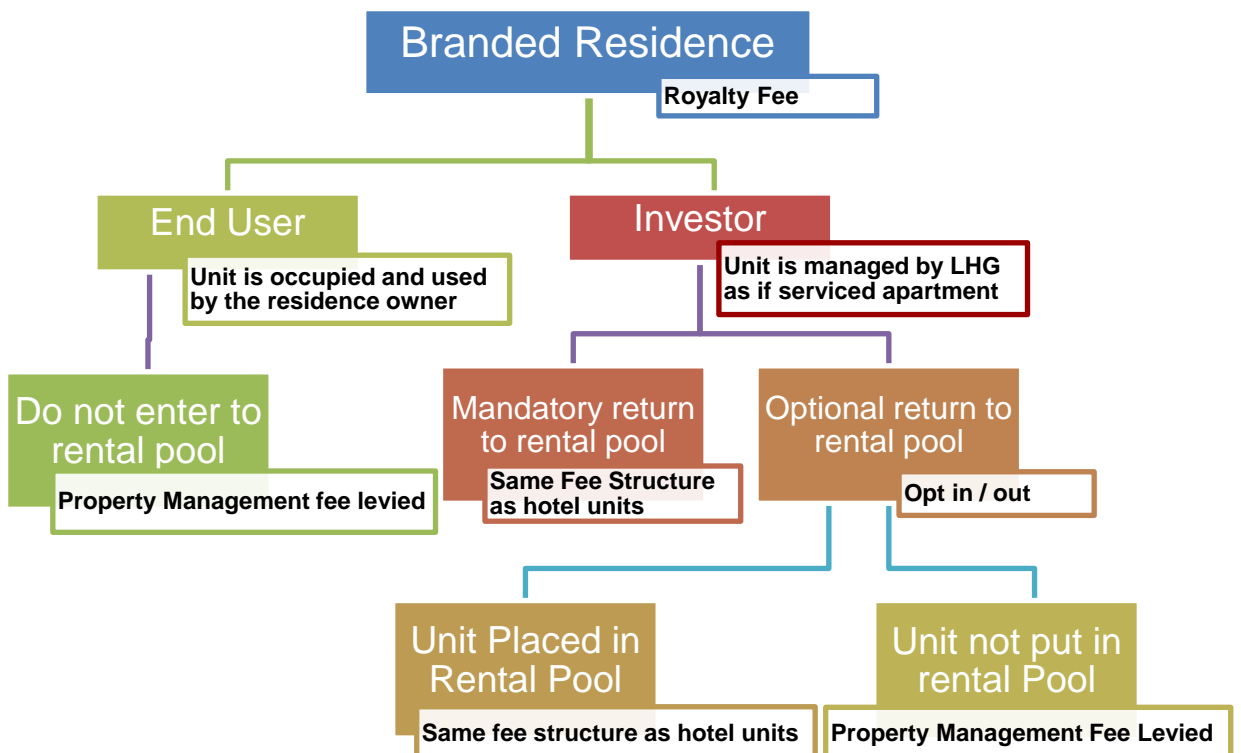 Branded Residence
Royalty Fee
End User
Unit is occupied and used
by the residence owner
Investor
Unit is managed by LHG
as if serviced apartment
Do not enter to
rental pool
Property Management fee levied
Mandatory return
to rental pool
Same Fee Structure
as hotel units
Optional return to
rental pool
Opt in / out
Unit Placed in
Rental Pool
Same fee structure as hotel units
Unit not put in
rental Pool
Property Management Fee Levied